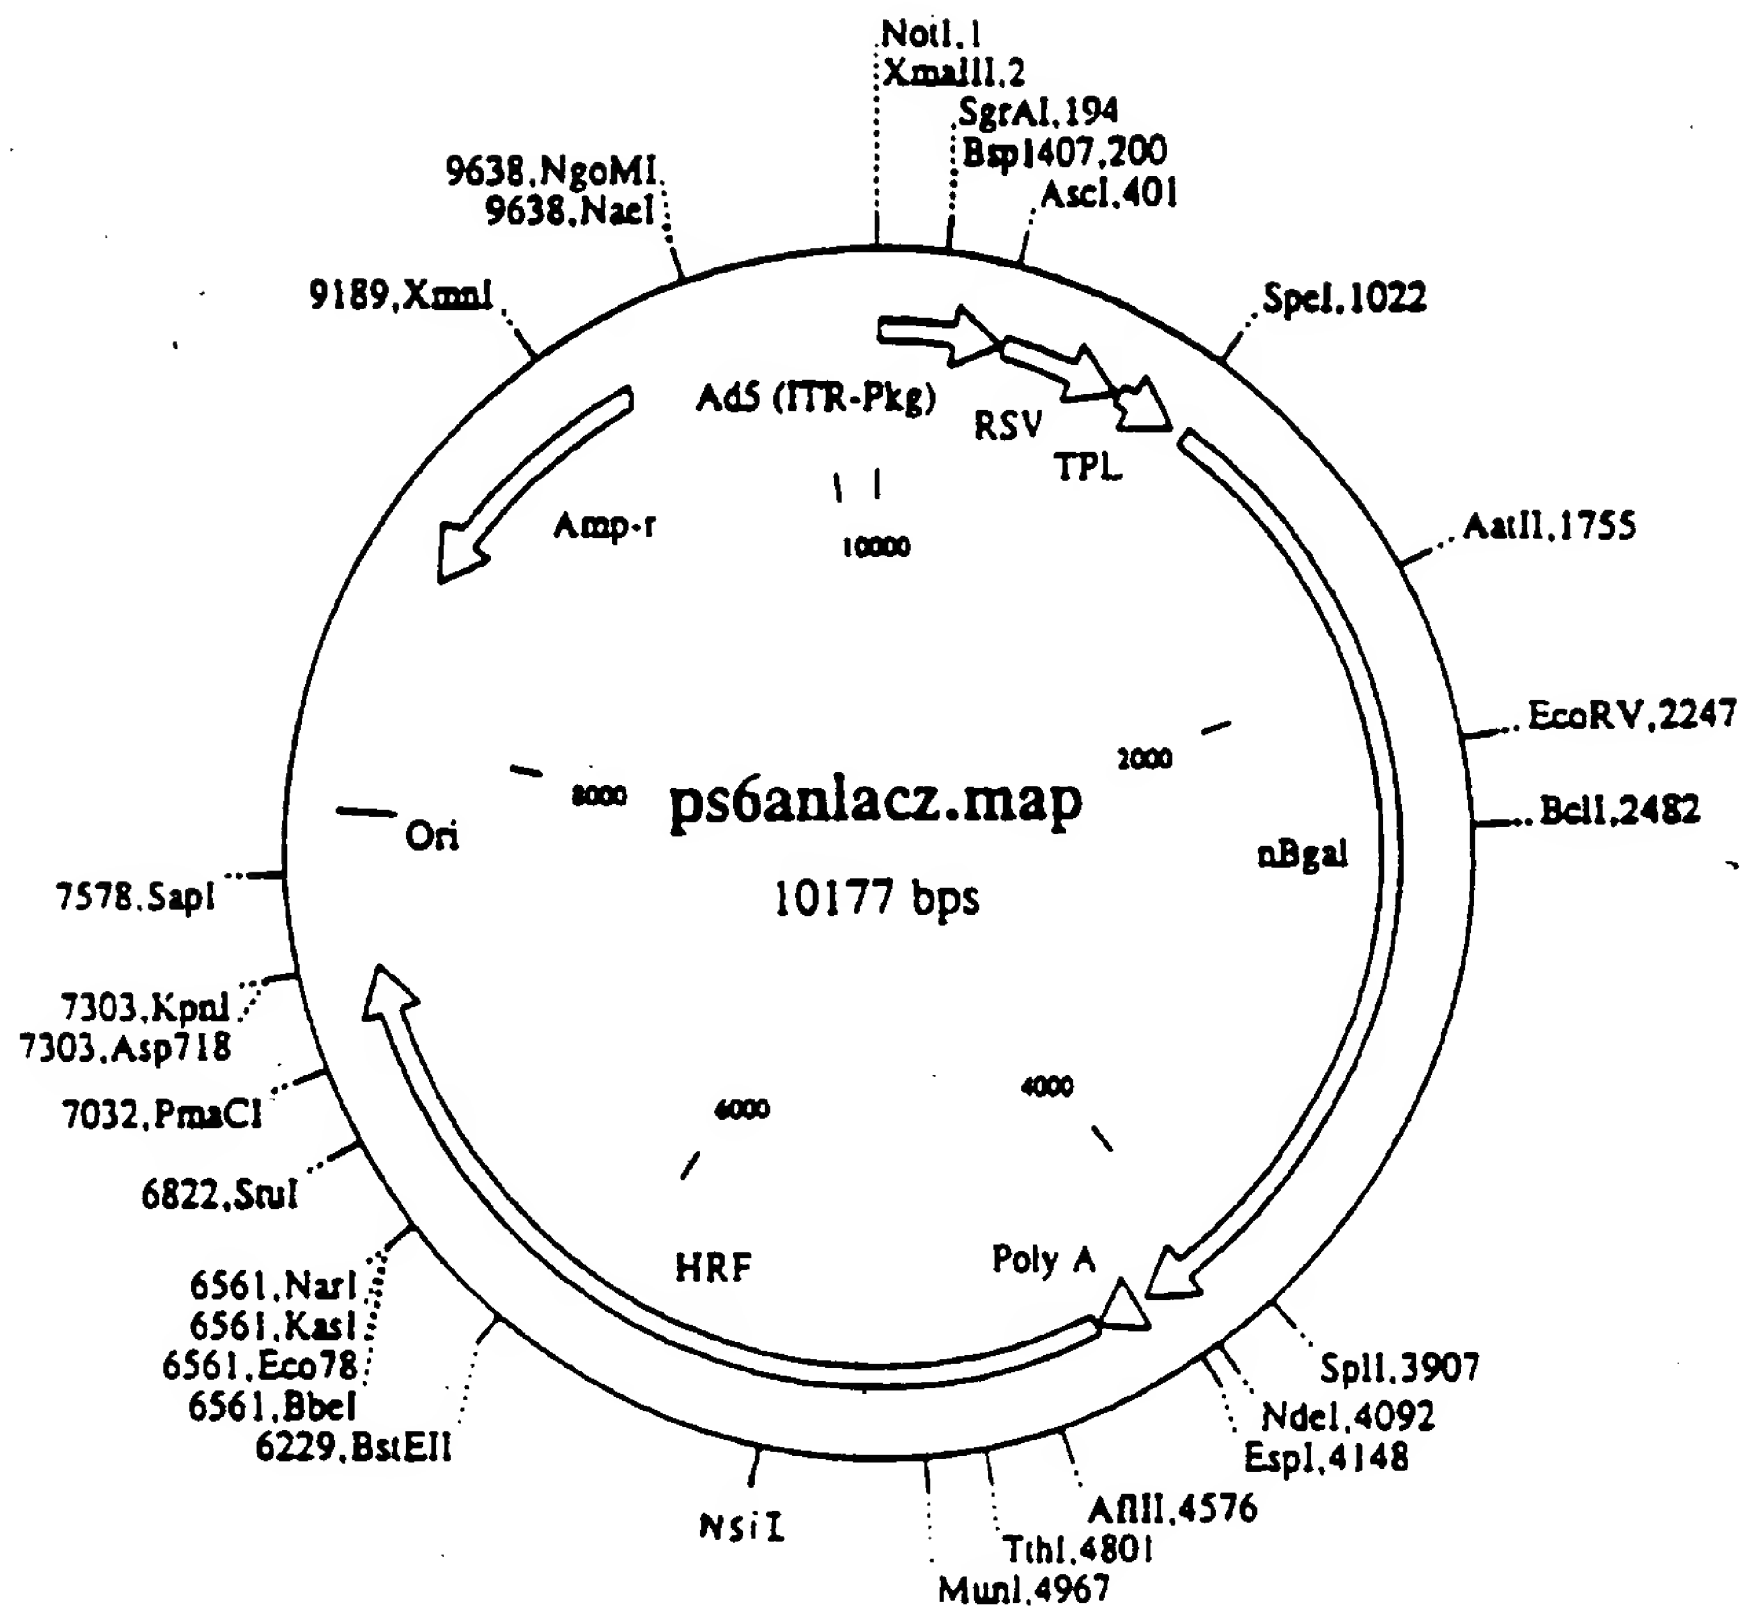 NotI,1
XmaIII,2
SgrAI,194
Bsp1407,200
AscI,401
9638,NgoMI
9638,NaeI
9189,XmnI
SpeI,1022
Ad5 (ITR-Pkg)
RSV
TPL
Amp-r
10000
AatII,1755
EcoRV,2247
2000
8000
ps6anlacz.map
BclI,2482
Ori
nBgal
10177 bps
7578,SapI
7303,KpnI
7303,Asp718
4000
6000
7032,PmaCI
6822,StuI
Poly A
HRF
6561,NarI
6561,KasI
6561,Eco78
6561,BbeI
6229,BstEII
SplI,3907
NdeI,4092
EspI,4148
NsiI
AflII,4576
TthI,4801
MunI,4967